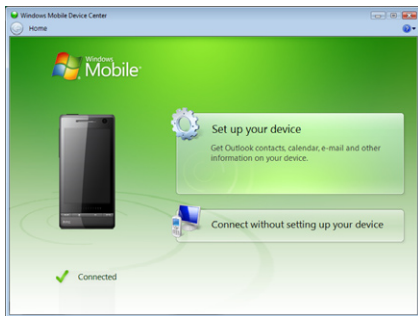 Windows Mobile Device Center
Home
Windows
Mobile
Set up your device
Get Outlook contacts, calendar, e-mail and other
information on your device.
Connect without setting up your device
Connected